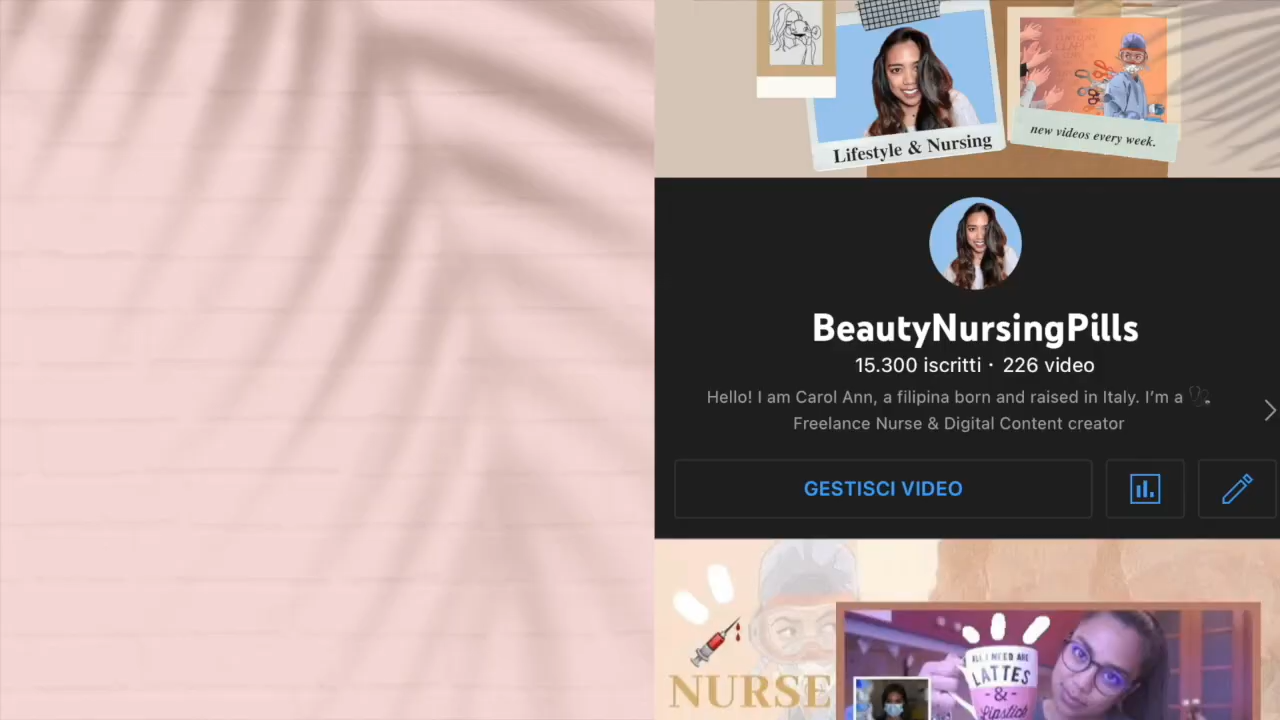 Lifestyle & Nursing
new videos every week.
BeautyNursingPills
15.300 iscritti · 226 video
Hello! I am Carol Ann, a filipina born and raised in Italy. I'm a 🩺
Freelance Nurse & Digital Content creator
GESTISCI VIDEO
NURSE
ALL I NEED ARE
LATTES
-&-
Lipstick